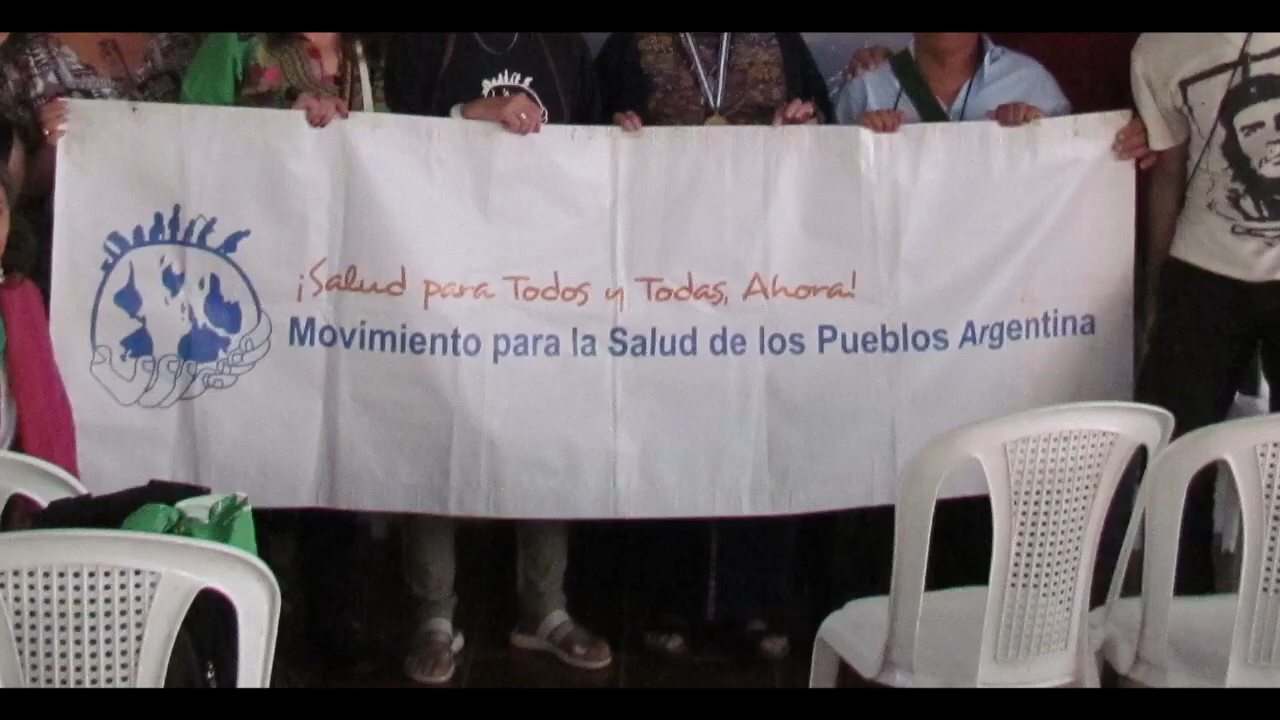 ¡Salud para Todos y Todas, Ahora!
Movimiento para la Salud de los Pueblos Argentina